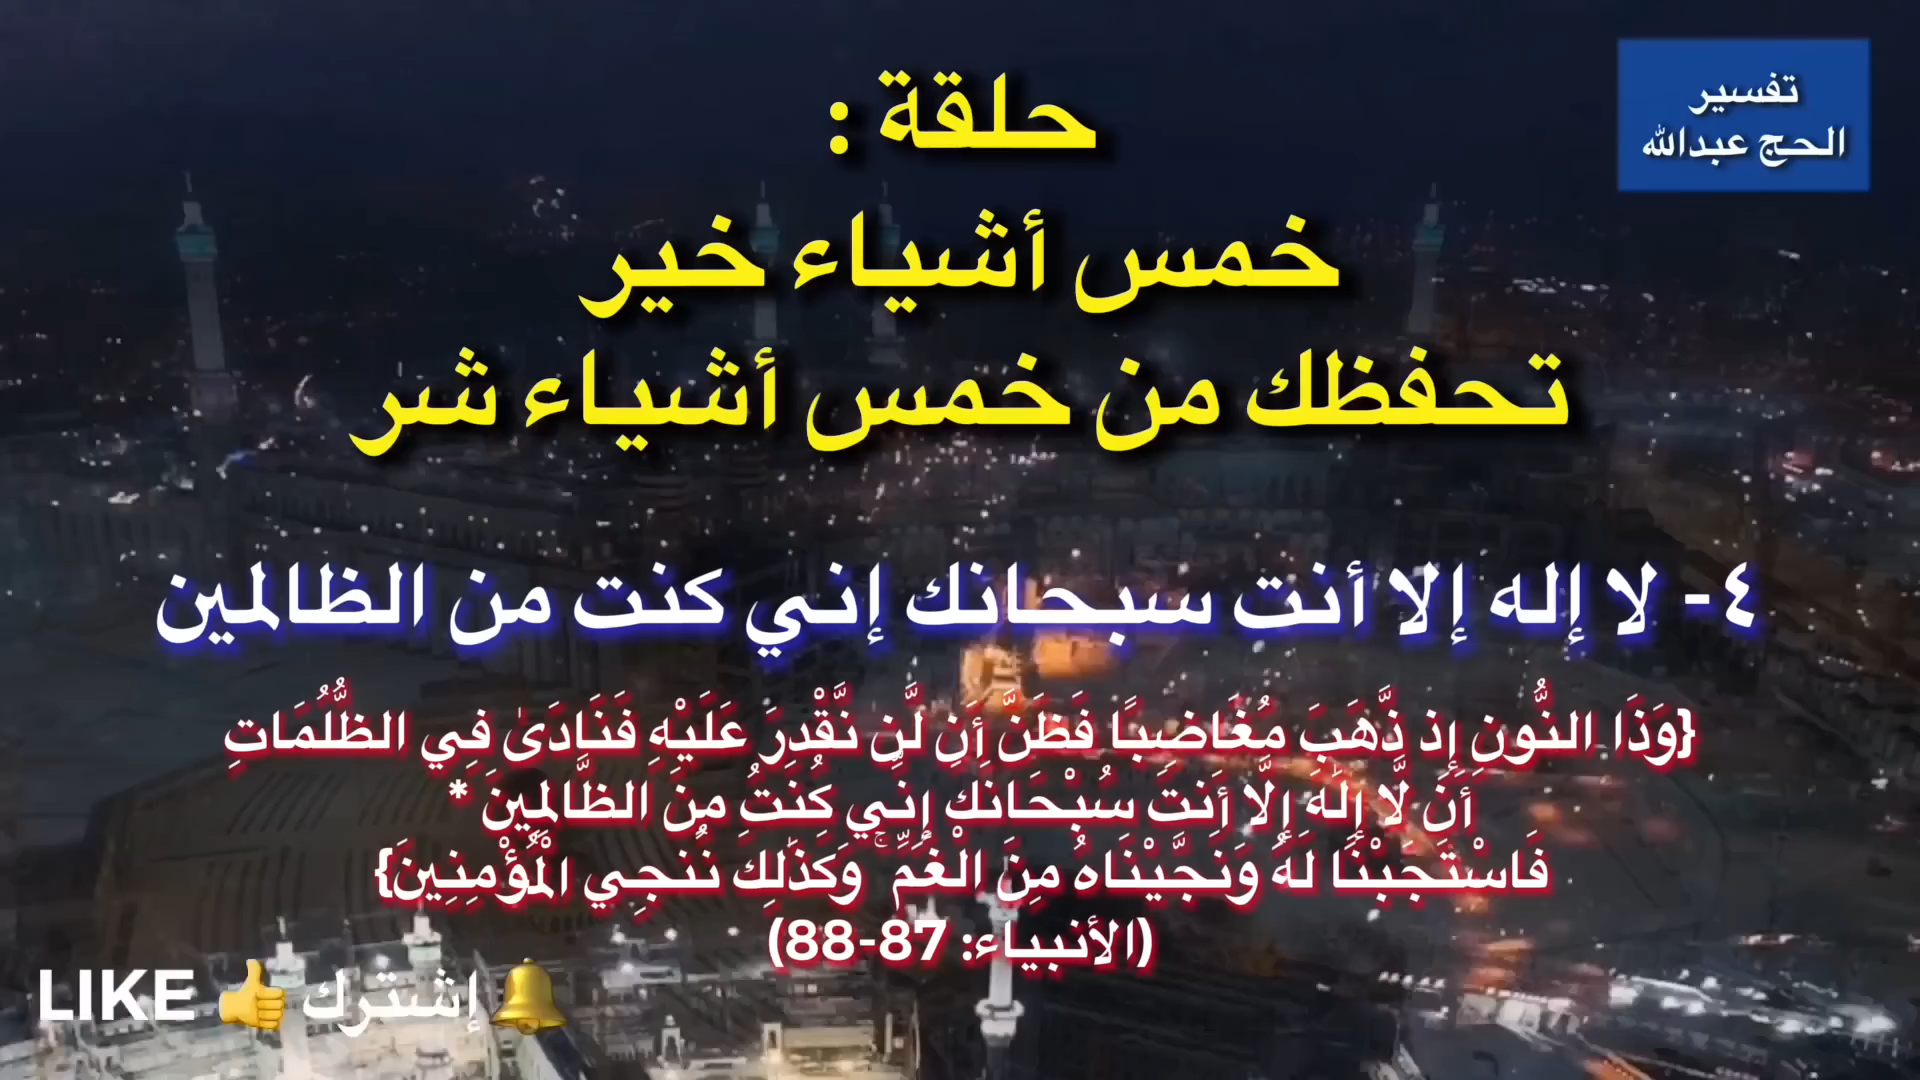 حلقة :
خمس أشياء خير
تحفظك من خمس أشياء شر
تفسير
الحج عبدالله
٤- لا إله إلا أنت سبحانك إني كنت من الظالمين
{وَذَا النُّونِ إِذ ذَّهَبَ مُغَاضِبًا فَظَنَّ أَن لَّن نَّقْدِرَ عَلَيْهِ فَنَادَىٰ فِي الظُّلُمَاتِ
أَن لَّا إِلَٰهَ إِلَّا أَنتَ سُبْحَانَكَ إِنِّي كُنتُ مِنَ الظَّالِمِينَ *
فَاسْتَجَبْنَا لَهُ وَنَجَّيْنَاهُ مِنَ الْغَمِّ ۚ وَكَذَٰلِكَ نُنجِي الْمُؤْمِنِينَ}
(الأنبياء: 87-88)
LIKE 👍 إشترك 🔔